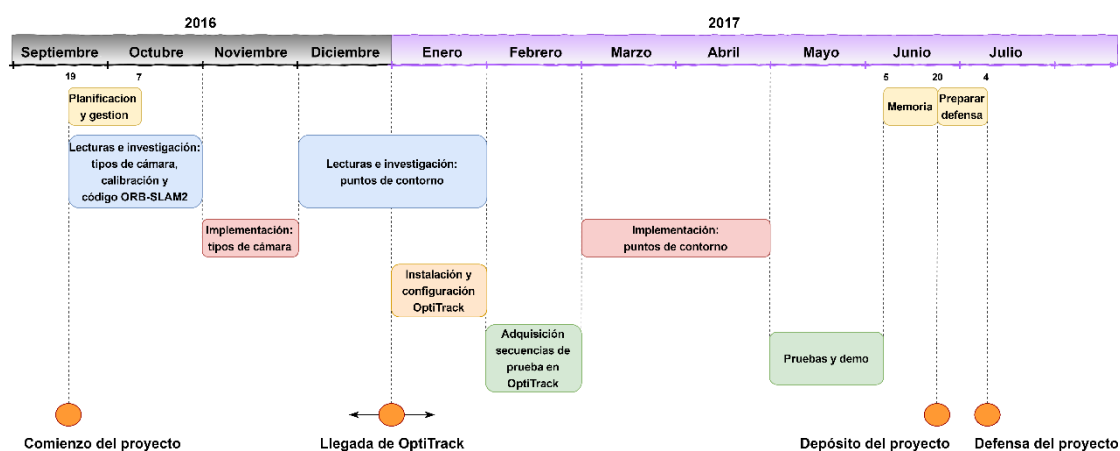 2016
2017
Septiembre
Octubre
Noviembre
Diciembre
Enero
Febrero
Marzo
Abril
Mayo
Junio
Julio
19
7
5
20
4
Planificacion
y gestion
Memoria
Preparar
defensa
Lecturas e investigación:
tipos de cámara,
calibración y
código ORB-SLAM2
Lecturas e investigación:
puntos de contorno
Implementación:
tipos de cámara
Implementación:
puntos de contorno
Instalación y
configuración
OptiTrack
Adquisición
secuencias de
prueba en
OptiTrack
Pruebas y demo
Comienzo del proyecto
Llegada de OptiTrack
Depósito del proyecto
Defensa del proyecto